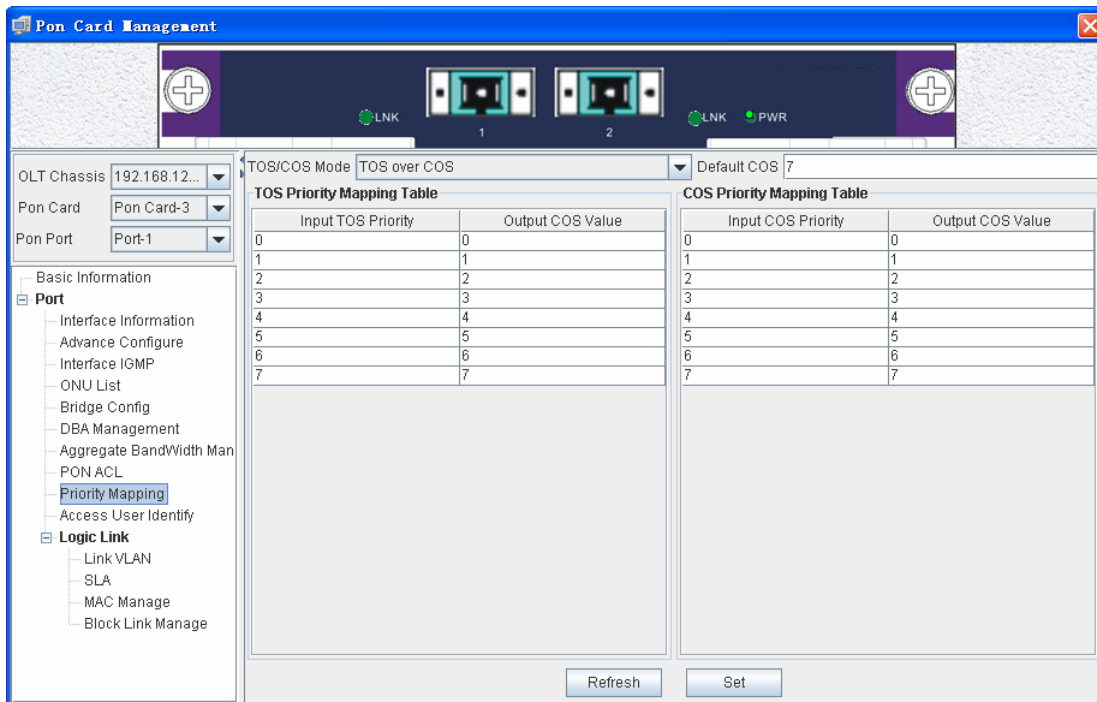 Pon Card Management
LNK
1
2
LNK
PWR
OLT Chassis 192.168.12...
Pon Card Pon Card-3
Pon Port Port-1
Basic Information
Port
Interface Information
Advance Configure
Interface IGMP
ONU List
Bridge Config
DBA Management
Aggregate BandWidth Man
PON ACL
Priority Mapping
Access User Identify
Logic Link
Link VLAN
SLA
MAC Manage
Block Link Manage
TOS/COS Mode TOS over COS Default COS 7
TOS Priority Mapping Table
Input TOS Priority Output COS Value
0 0
1 1
2 2
3 3
4 4
5 5
6 6
7 7
COS Priority Mapping Table
Input COS Priority Output COS Value
0 0
1 1
2 2
3 3
4 4
5 5
6 6
7 7
Refresh Set